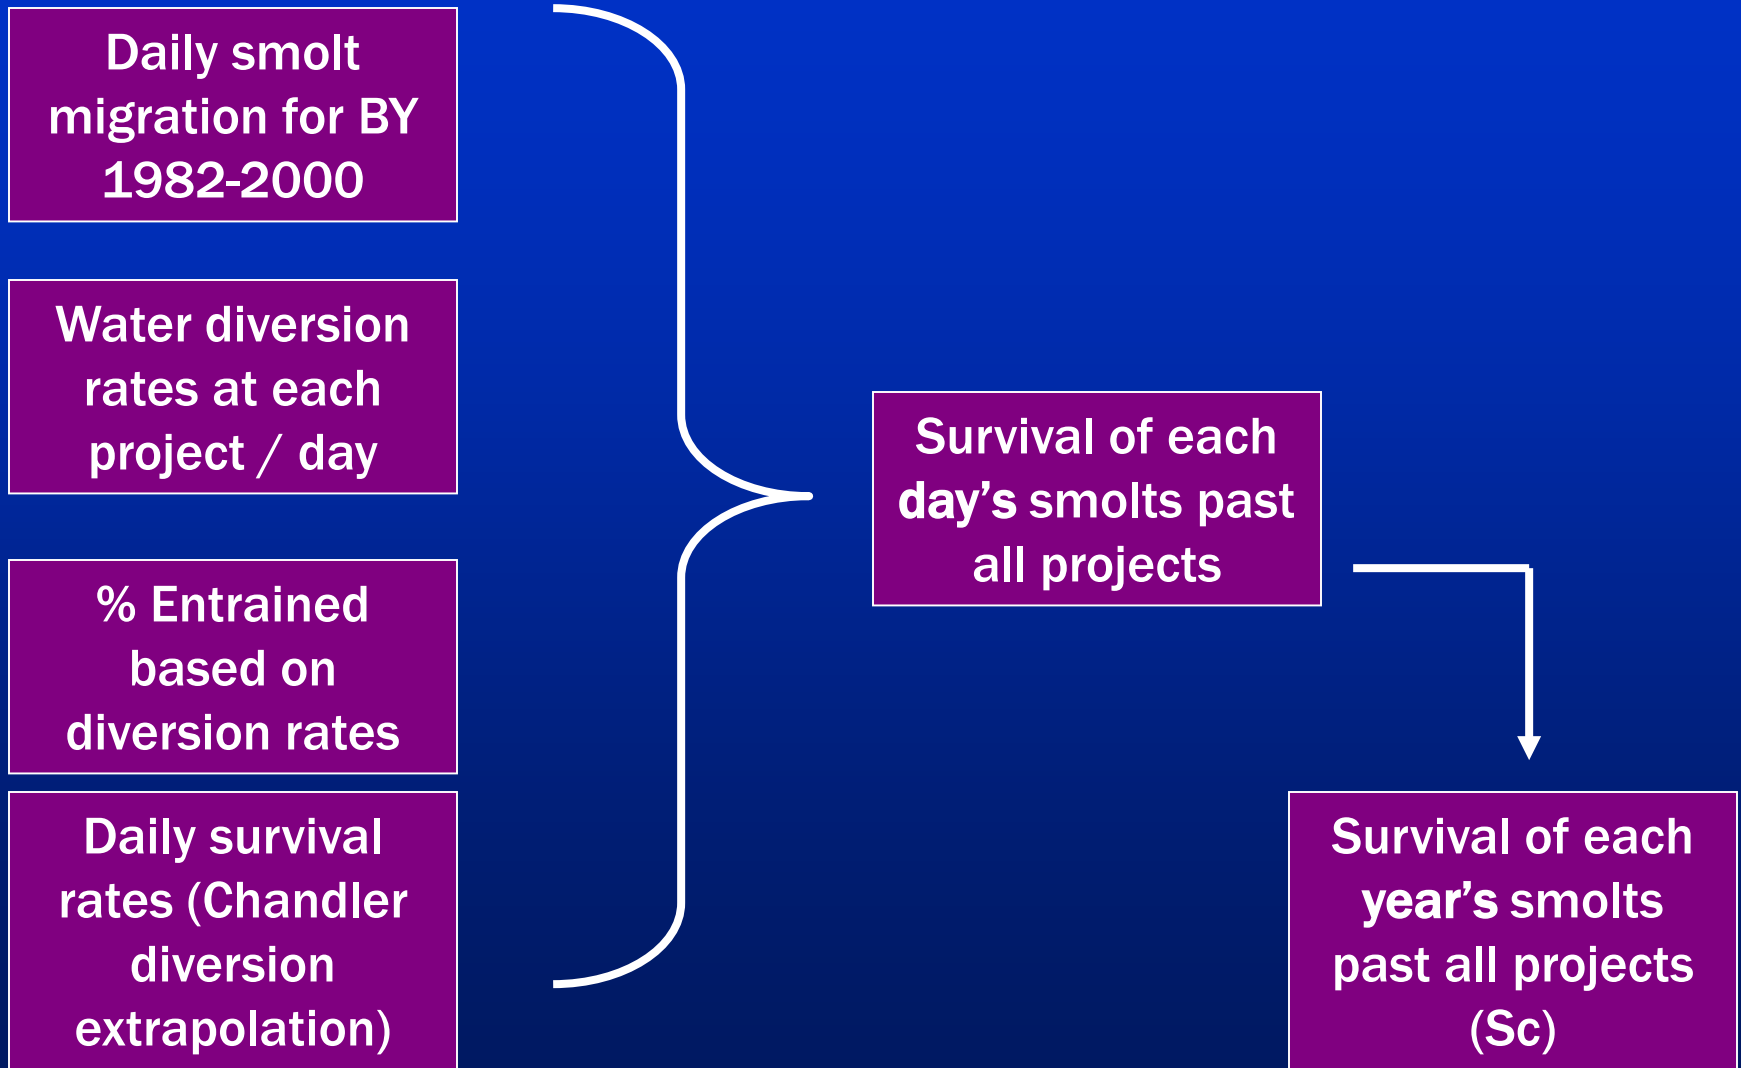 Daily smolt
migration for BY
1982-2000
Water diversion
rates at each
project / day
% Entrained
based on
diversion rates
Daily survival
rates (Chandler
diversion
extrapolation)
Survival of each
day’s smolts past
all projects
Survival of each
year’s smolts
past all projects
(Sc)